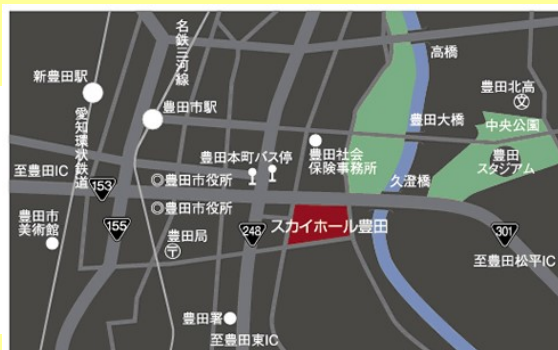 名鉄三河線
高橋
新豊田駅
豊田北高
文
豊田市駅
豊田大橋
中央公園
愛知環状鉄道
豊田本町バス停
豊田社会
保険事務所
豊田
スタジアム
至豊田IC
153
◎豊田市役所
久澄橋
◎豊田市役所
豊田市
美術館
155
豊田局
〒
248
スカイホール豊田
301
至豊田松平IC
豊田署
至豊田東IC